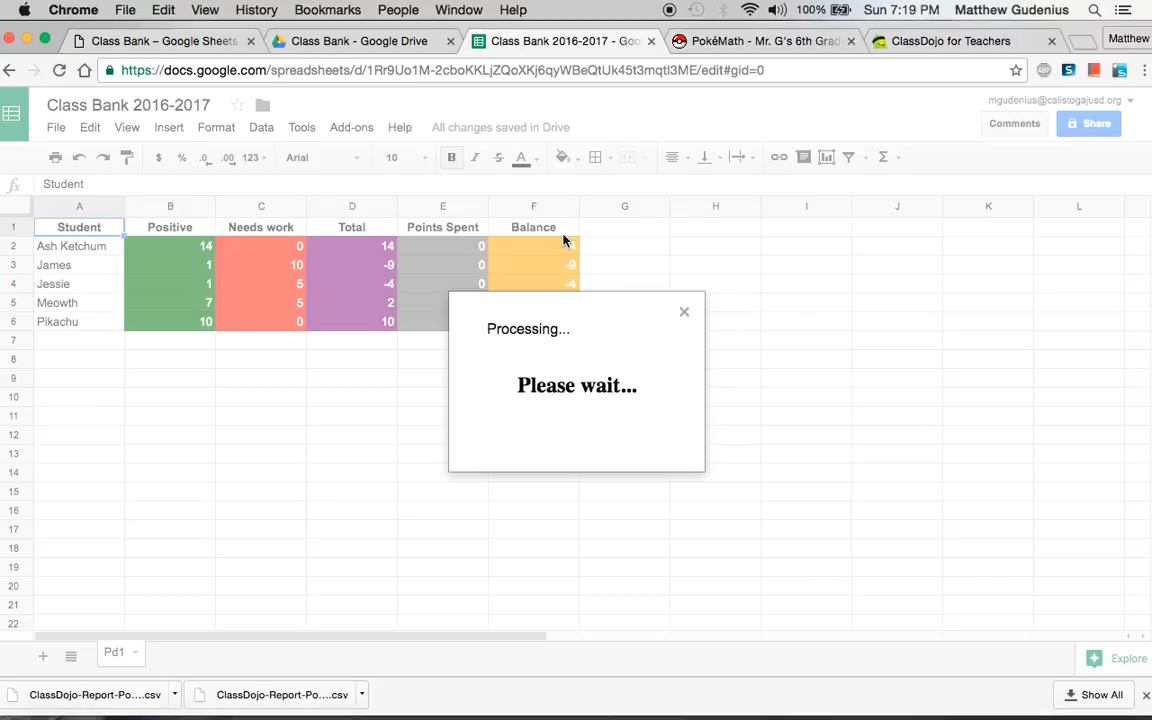 Chrome File Edit View History Bookmarks People Window Help 100% Sun 7:19 PM Matthew Gudenius
Class Bank – Google Sheets Class Bank - Google Drive Class Bank 2016-2017 - Goo PokéMath - Mr. G's 6th Grad ClassDojo for Teachers Matthew
https://docs.google.com/spreadsheets/d/1Rr9Uo1M-2cboKKLjZQoXKj6qyWBeQtUk45t3mqtl3ME/edit#gid=0
Class Bank 2016-2017 mgudenius@calistogajusd.org
File Edit View Insert Format Data Tools Add-ons Help All changes saved in Drive Comments Share
$ % .0 .00 123 Arial 10 B I S A Σ
fx Student
A B C D E F G H I J K L
1 Student Positive Needs work Total Points Spent Balance
2 Ash Ketchum 14 0 14 0
3 James 1 10 -9 0 -9
4 Jessie 1 5 -4 0 -4
5 Meowth 7 5 2
6 Pikachu 10 0 10
7
8
9
10
11
12
13
14
15
16
17
18
19
20
21
22
Processing...
Please wait...
+ Pd1 Explore
ClassDojo-Report-Po....csv ClassDojo-Report-Po....csv Show All